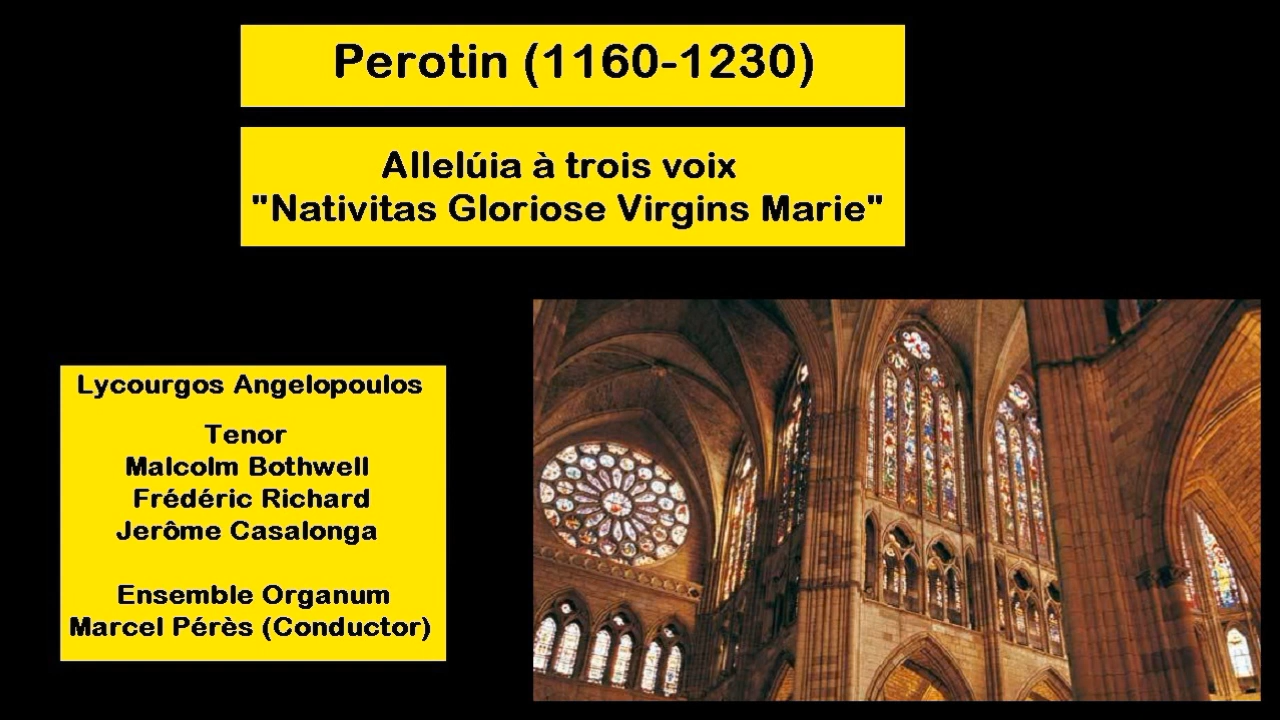 Perotin (1160-1230)
Allelúia à trois voix
"Nativitas Gloriose Virgins Marie"
Lycourgos Angelopoulos
Tenor
Malcolm Bothwell
Frédéric Richard
Jerôme Casalonga
Ensemble Organum
Marcel Pérès (Conductor)